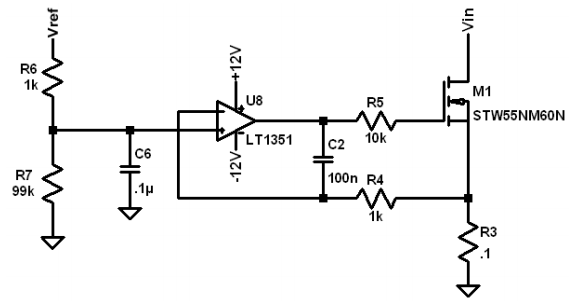 Vref
Vin
R6
1k
+12V
U8
R5
10k
M1
STW55NM60N
LT1351
C2
100n
R7
99k
C6
.1µ
-12V
R4
1k
R3
.1